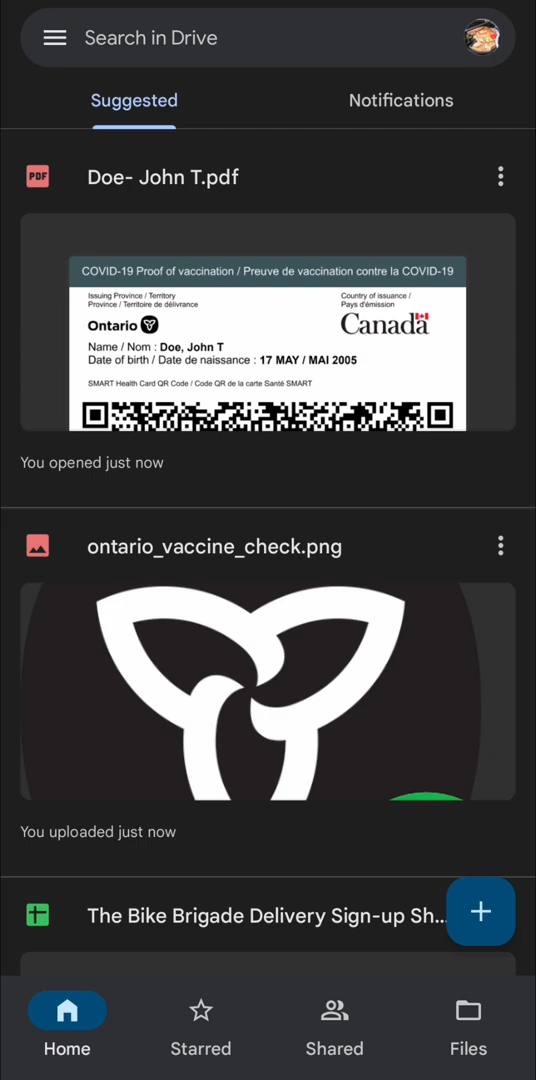 Search in Drive
Suggested
Notifications
PDF
Doe- John T.pdf
COVID-19 Proof of vaccination / Preuve de vaccination contre la COVID-19
Issuing Province / Territory
Province / Territoire de délivrance
Country of issuance /
Pays d'émission
Ontario
Canada
Name / Nom : Doe, John T
Date of birth / Date de naissance : 17 MAY / MAI 2005
SMART Health Card QR Code / Code QR de la carte Santé SMART
You opened just now
ontario_vaccine_check.png
You uploaded just now
The Bike Brigade Delivery Sign-up Sh...
Home
Starred
Shared
Files